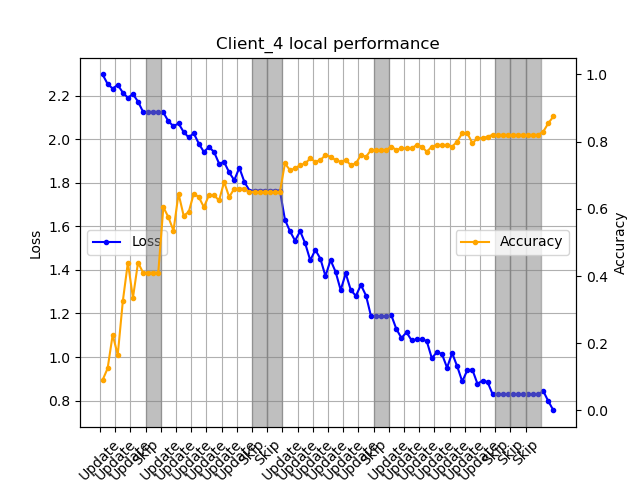 Client_4 local performance
2.2
2.0
1.8
1.6
1.4
1.2
1.0
0.8
Loss
Loss
Accuracy
1.0
0.8
0.6
0.4
0.2
0.0
Accuracy
Update
Update
Update
Skip
Update
Update
Update
Update
Update
Update
Skip
Skip
Update
Update
Update
Update
Update
Update
Skip
Update
Update
Update
Update
Update
Update
Update
Skip
Skip
Skip